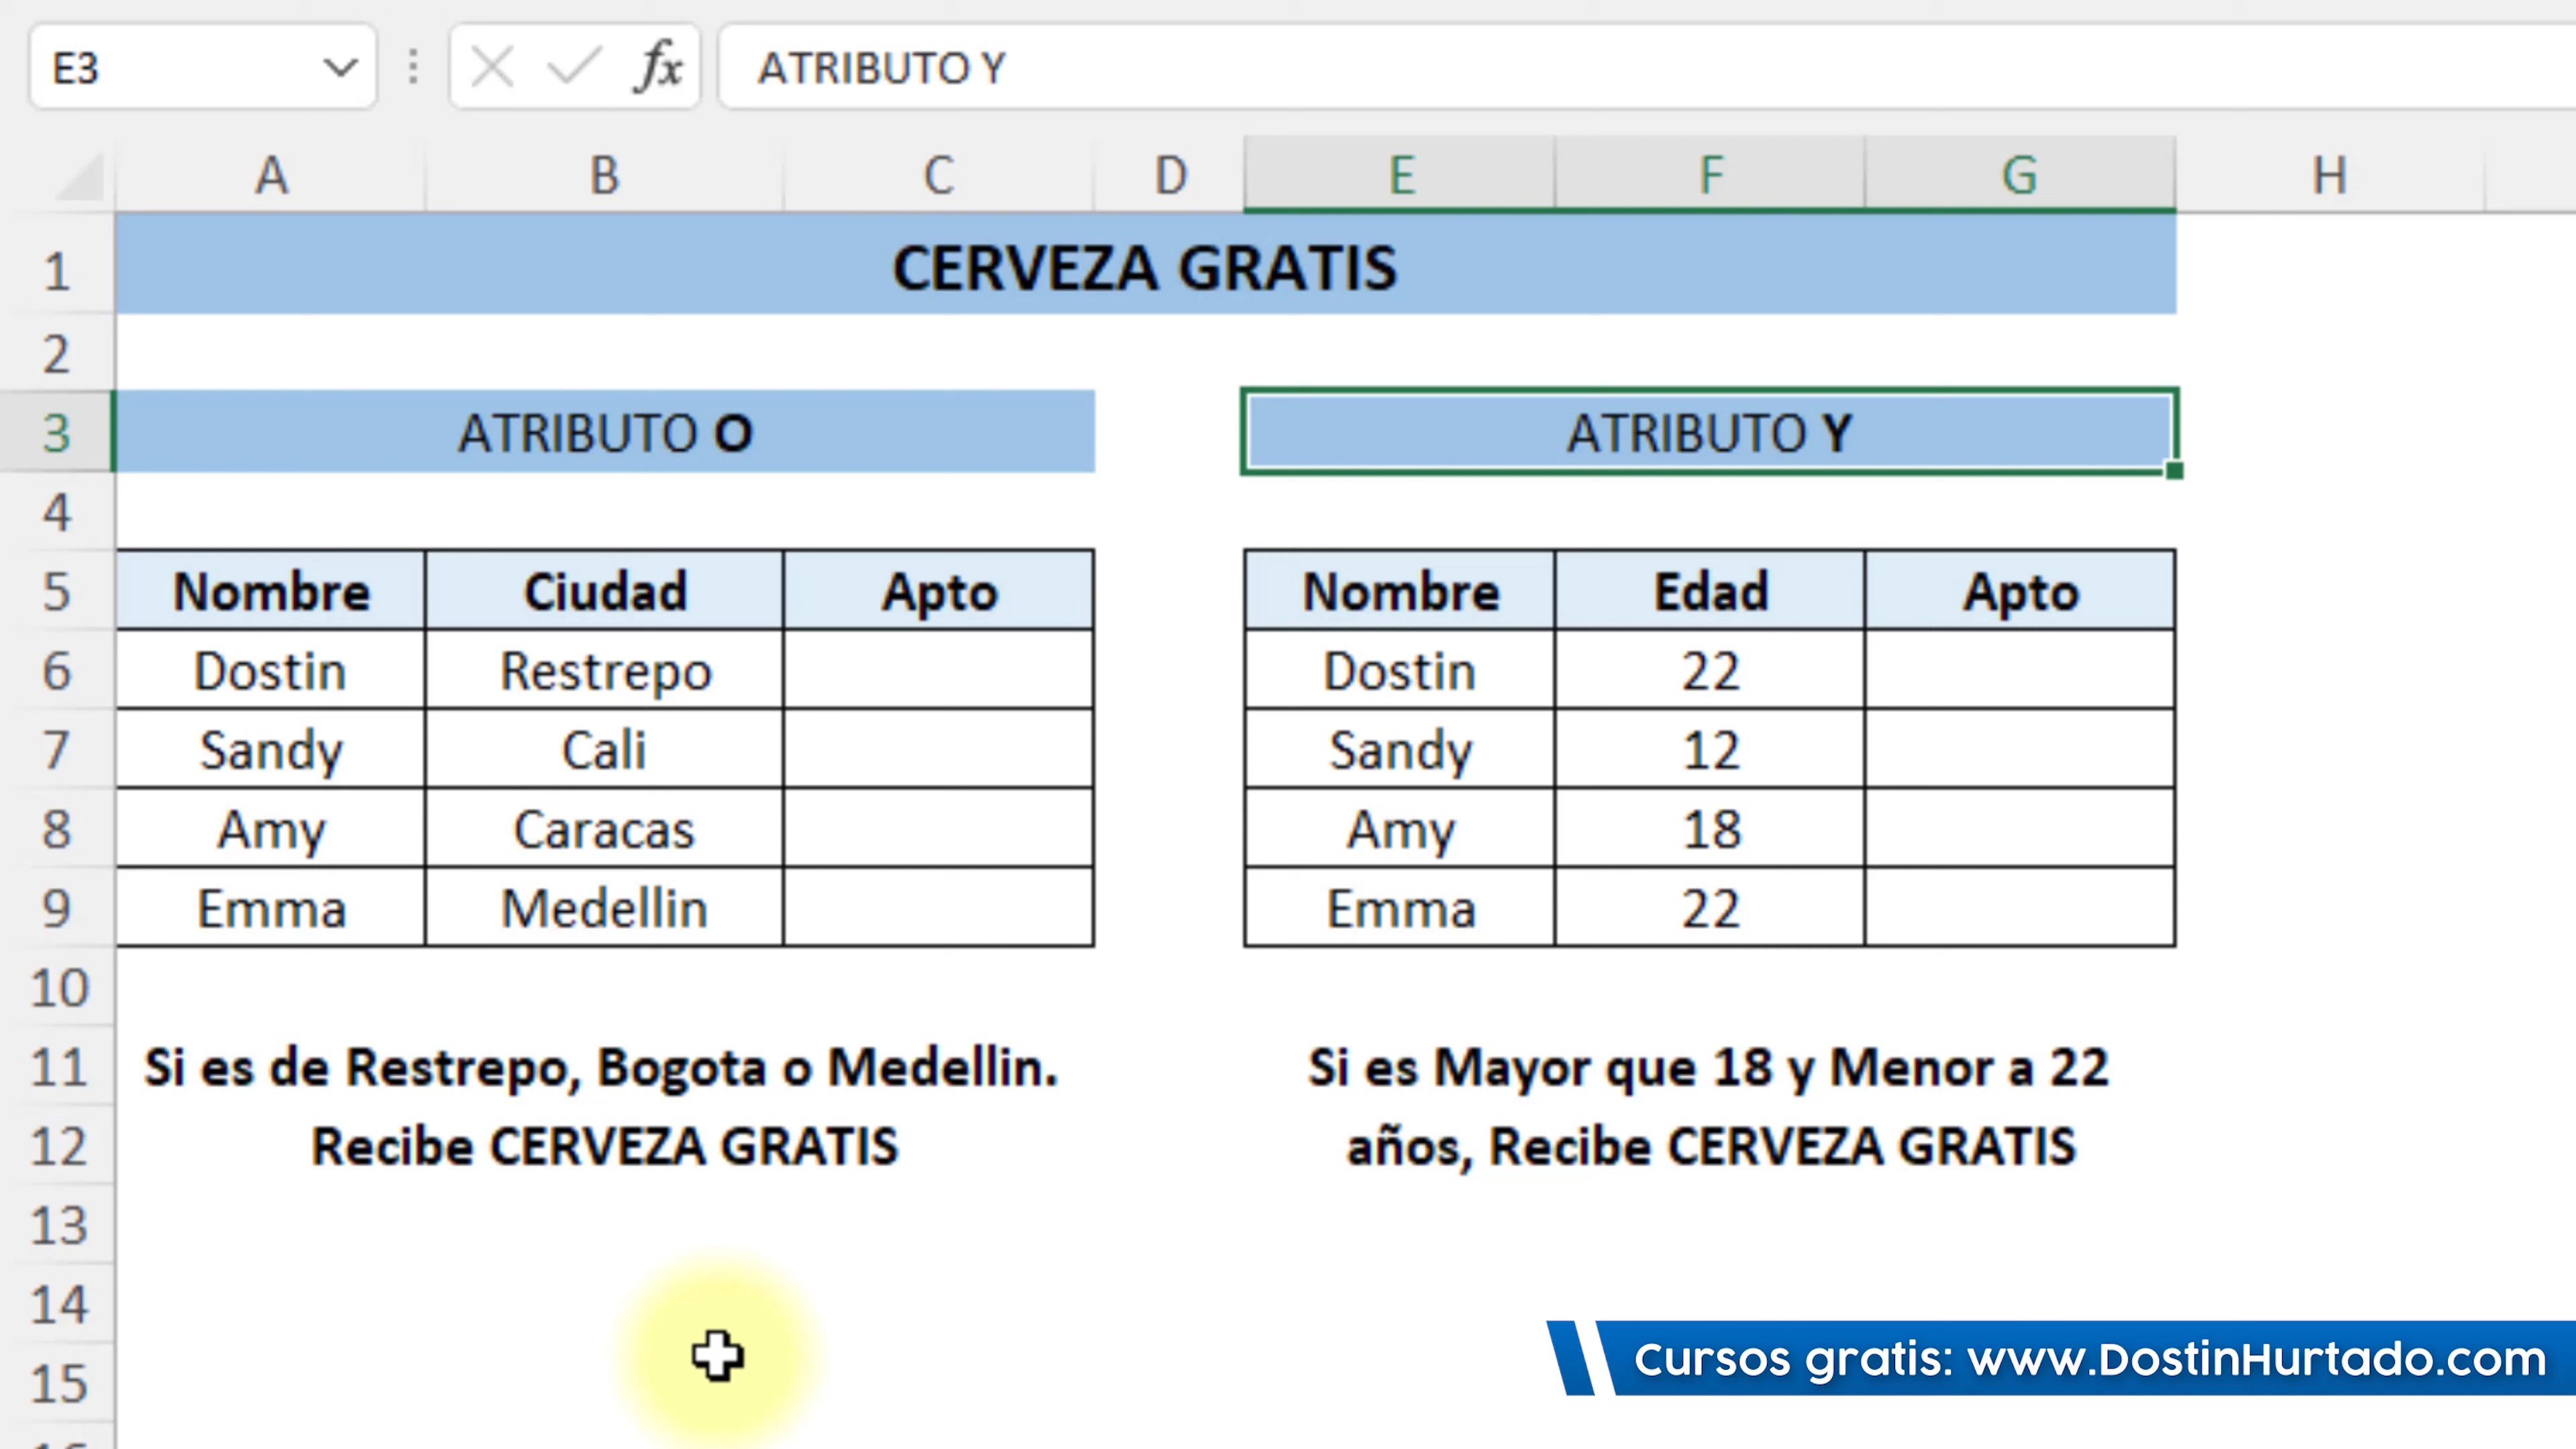 E3
fx
ATRIBUTO Y
A B C D E F G H
1 CERVEZA GRATIS
2
3 ATRIBUTO O ATRIBUTO Y
4
5 Nombre Ciudad Apto Nombre Edad Apto
6 Dostin Restrepo Dostin 22
7 Sandy Cali Sandy 12
8 Amy Caracas Amy 18
9 Emma Medellin Emma 22
10
11 Si es de Restrepo, Bogota o Medellin. Si es Mayor que 18 y Menor a 22
12 Recibe CERVEZA GRATIS años, Recibe CERVEZA GRATIS
13
14
15
Cursos gratis: www.DostinHurtado.com